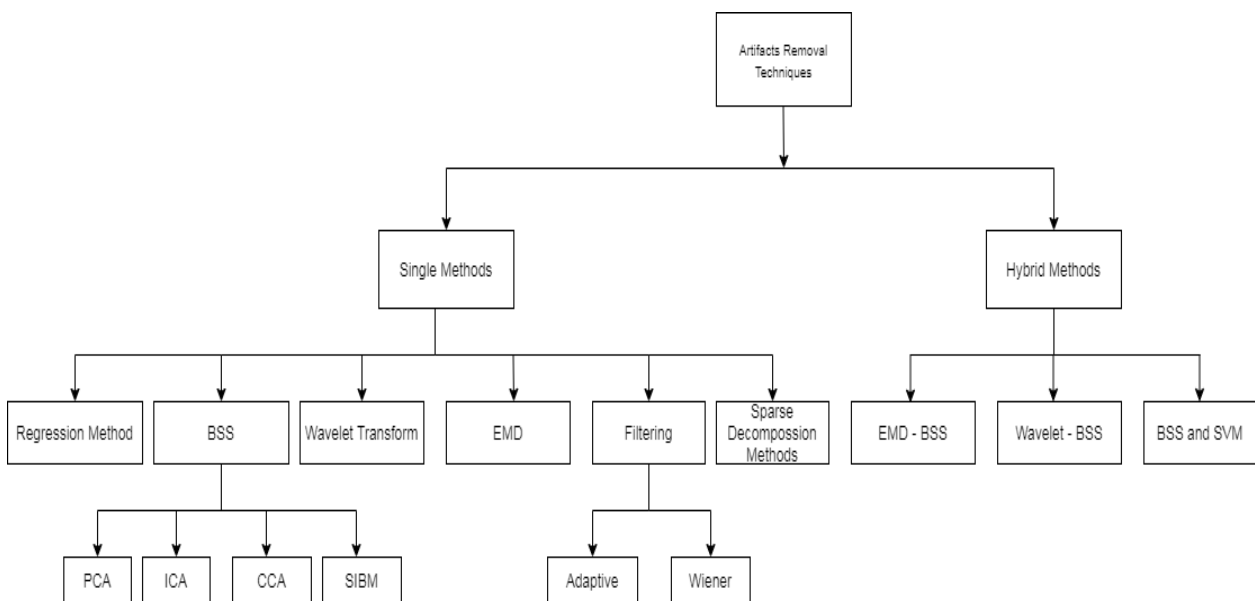 Artifacts Removal
Techniques
Single Methods
Hybrid Methods
Regression Method
BSS
Wavelet Transform
EMD
Filtering
Sparse
Decompossion
Methods
EMD - BSS
Wavelet - BSS
BSS and SVM
PCA
ICA
CCA
SIBM
Adaptive
Wiener